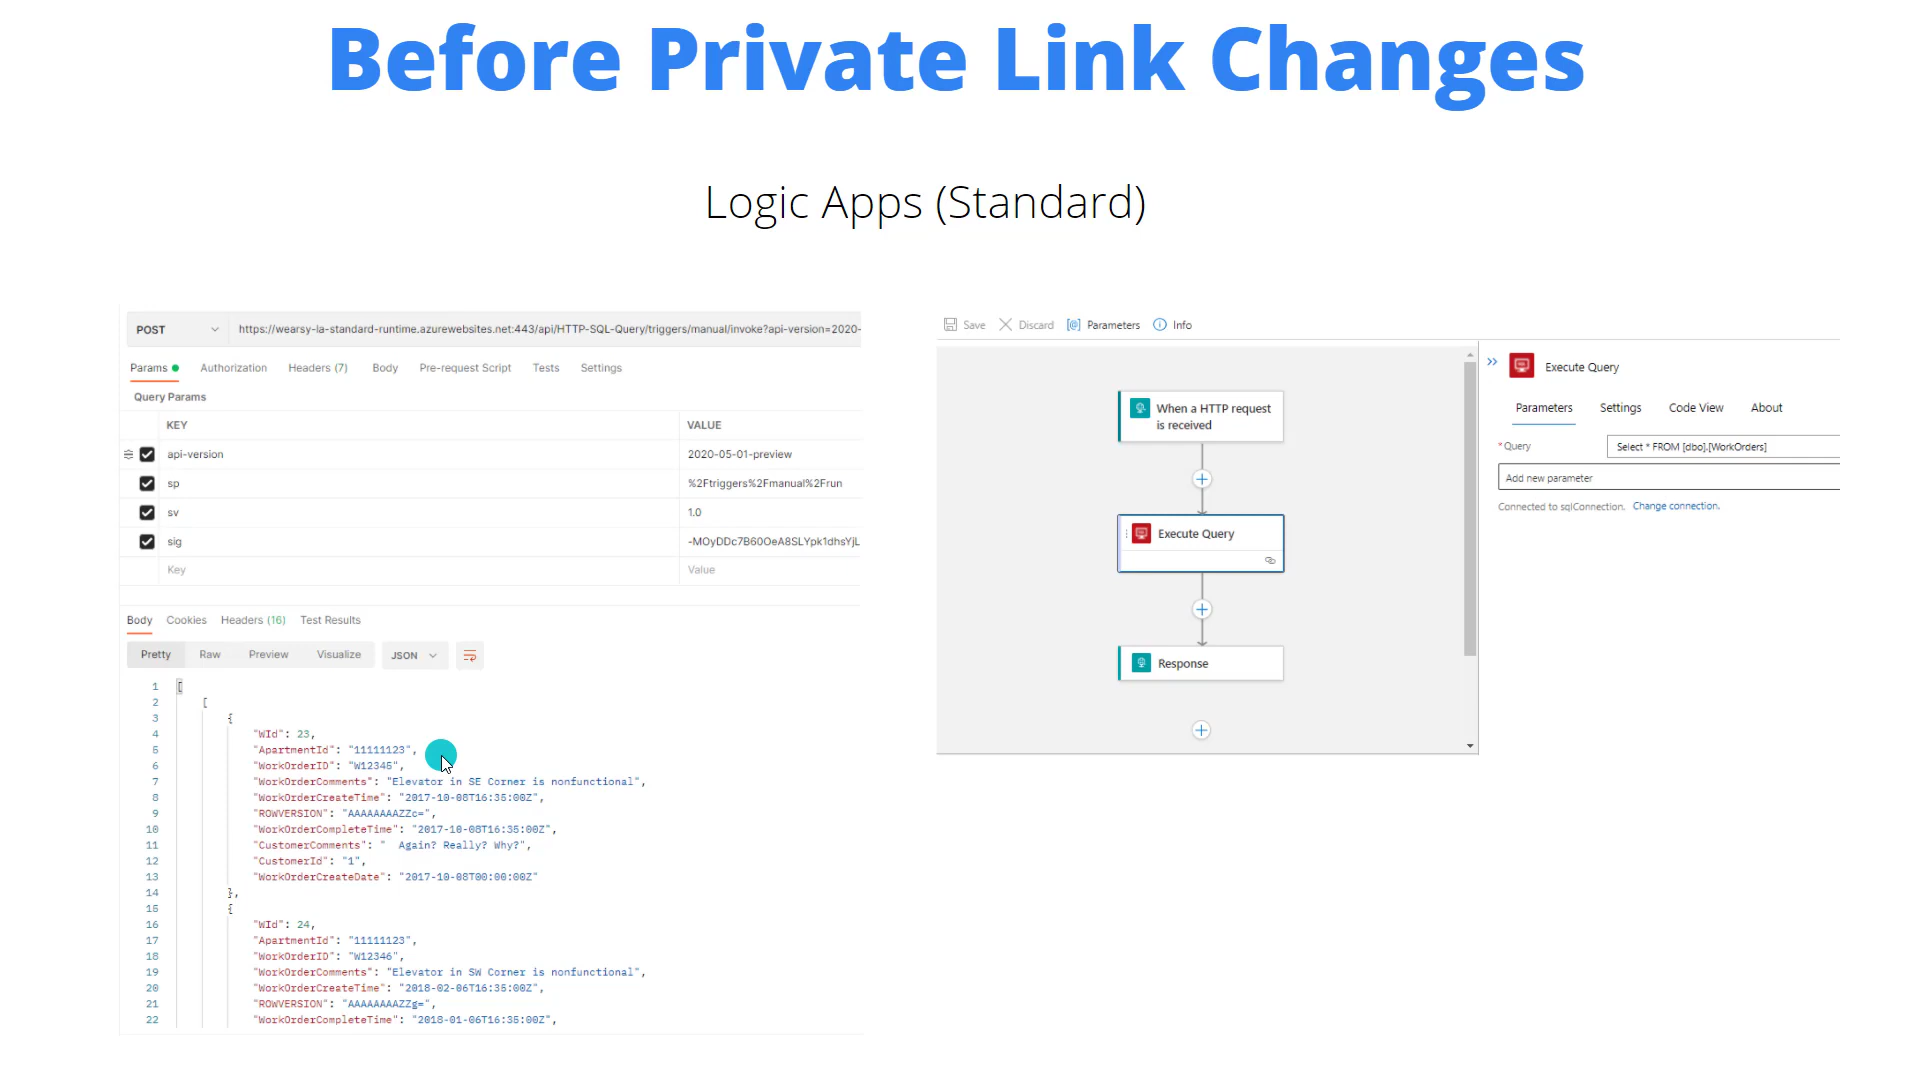 Before Private Link Changes
Logic Apps (Standard)
POST
https://wearsy-la-standard-runtime.azurewebsites.net:443/api/HTTP-SQL-Query/triggers/manual/invoke?api-version=2020-
Params Authorization Headers (7) Body Pre-request Script Tests Settings
Query Params
KEY VALUE
api-version 2020-05-01-preview
sp %2Ftriggers%2Fmanual%2Frun
sv 1.0
sig -MOyDDc7B60OeA8SLYpk1dhsYjL
Key Value
Body Cookies Headers (16) Test Results
Pretty Raw Preview Visualize JSON
1 [
2 [
3 {
4 "WId": 23,
5 "ApartmentId": "11111123",
6 "WorkOrderID": "W12345",
7 "WorkOrderComments": "Elevator in SE Corner is nonfunctional",
8 "WorkOrderCreateTime": "2017-10-08T16:35:00Z",
9 "ROWVERSION": "AAAAAAAAZZc=",
10 "WorkOrderCompleteTime": "2017-10-08T16:35:00Z",
11 "CustomerComments": "  Again? Really? Why?",
12 "CustomerId": "1",
13 "WorkOrderCreateDate": "2017-10-08T00:00:00Z"
14 },
15 {
16 "WId": 24,
17 "ApartmentId": "11111123",
18 "WorkOrderID": "W12346",
19 "WorkOrderComments": "Elevator in SW Corner is nonfunctional",
20 "WorkOrderCreateTime": "2018-02-06T16:35:00Z",
21 "ROWVERSION": "AAAAAAAAZZg=",
22 "WorkOrderCompleteTime": "2018-01-06T16:35:00Z",
Save Discard Parameters Info
When a HTTP request
is received
Execute Query
Response
Execute Query
Parameters Settings Code View About
* Query Select * FROM [dbo].[WorkOrders]
Add new parameter
Connected to sqlConnection. Change connection.